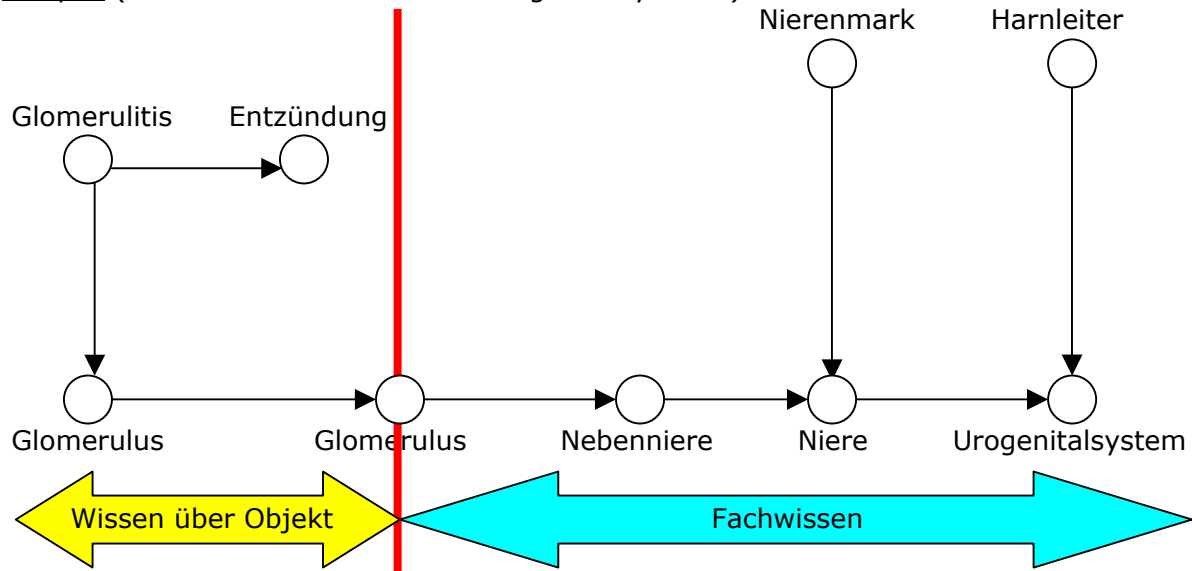 Nierenmark Harnleiter
Glomerulitis Entzündung
Glomerulus Glomerulus Nebenniere Niere Urogenitalsystem
Wissen über Objekt Fachwissen